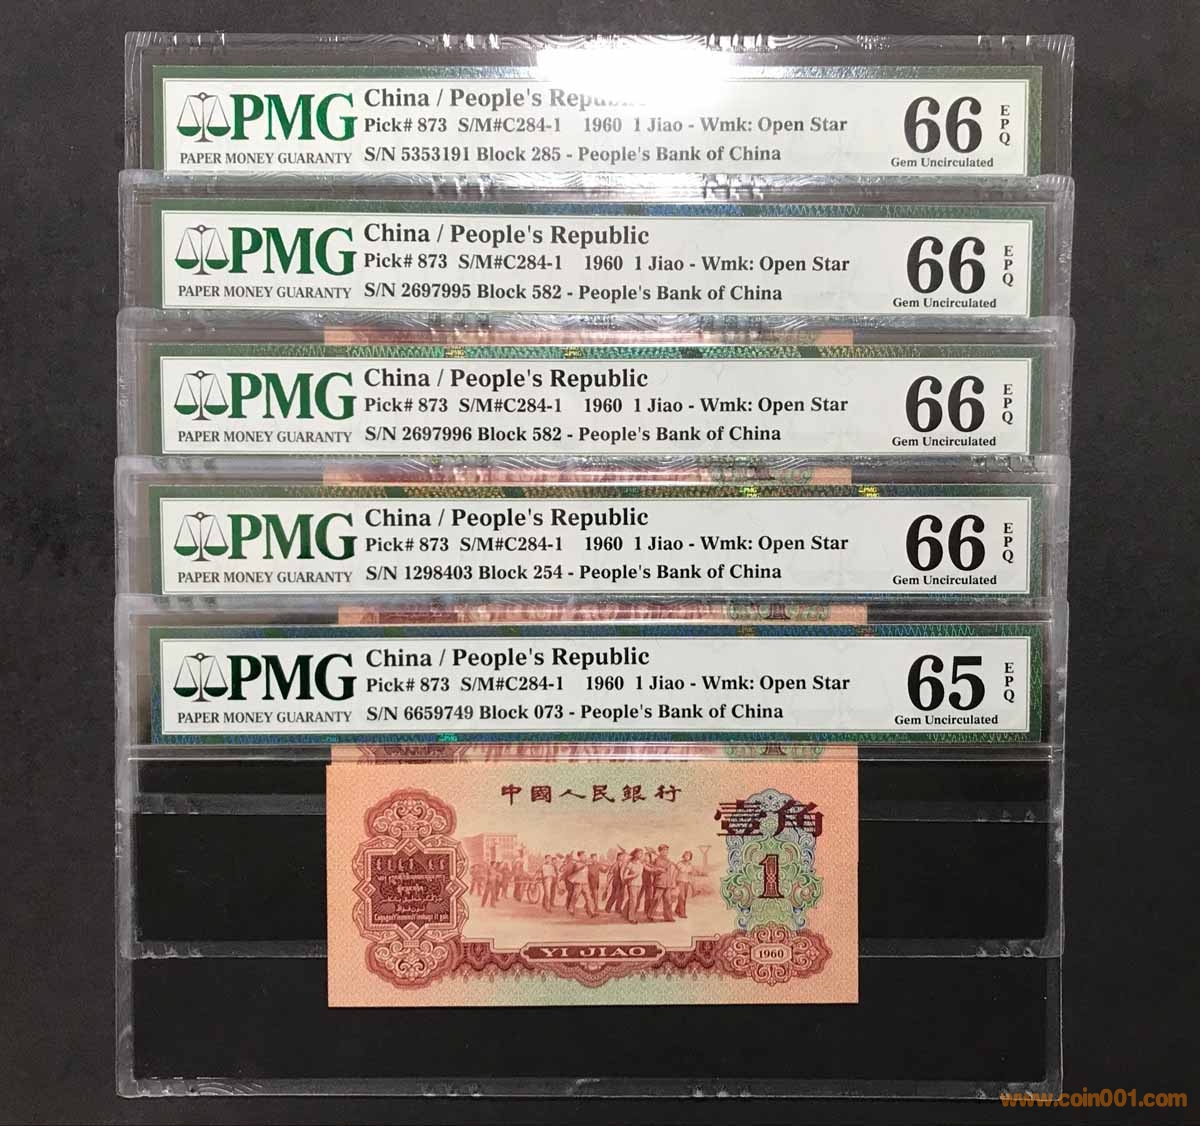 PMG
PAPER MONEY GUARANTY
China / People's
Pick# 873 S/M#C284-1 1960 1 Jiao - Wmk: Open Star
S/N 5353191 Block 285 - People's Bank of China
66
EPQ
Gem Uncirculated
PMG
PAPER MONEY GUARANTY
China / People's Republic
Pick# 873 S/M#C284-1 1960 1 Jiao - Wmk: Open Star
S/N 2697995 Block 582 - People's Bank of China
66
EPQ
Gem Uncirculated
PMG
PAPER MONEY GUARANTY
China / People's Republic
Pick# 873 S/M#C284-1 1960 1 Jiao - Wmk: Open Star
S/N 2697996 Block 582 - People's Bank of China
66
EPQ
Gem Uncirculated
PMG
PAPER MONEY GUARANTY
China / People's Republic
Pick# 873 S/M#C284-1 1960 1 Jiao - Wmk: Open Star
S/N 1298403 Block 254 - People's Bank of China
66
EPQ
Gem Uncirculated
PMG
PAPER MONEY GUARANTY
China / People's Republic
Pick# 873 S/M#C284-1 1960 1 Jiao - Wmk: Open Star
S/N 6659749 Block 073 - People's Bank of China
65
EPQ
Gem Uncirculated
中國人民銀行
壹角
1
YI JIAO
1960
www.coin001.com